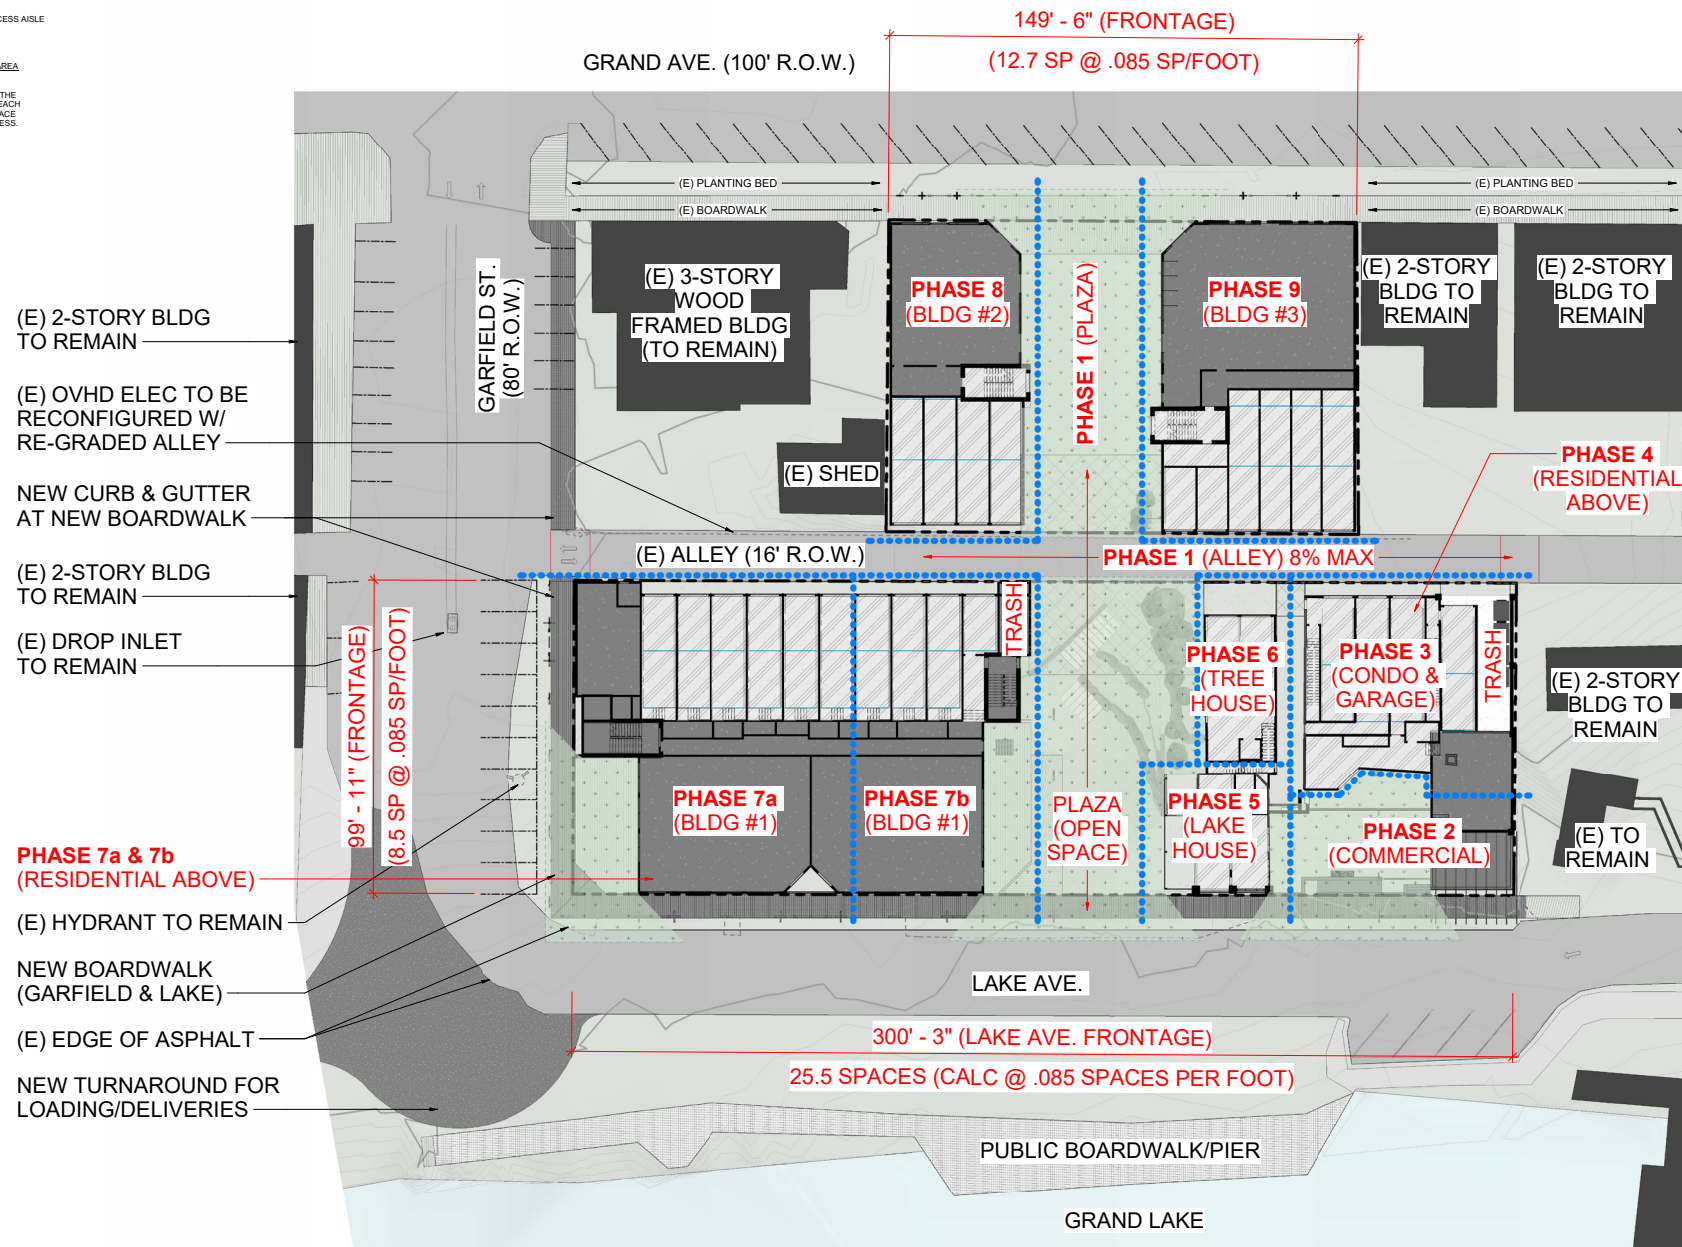 CESS AISLE
AREA
THE
EACH
ACE
ESS.
149' - 6" (FRONTAGE)
(12.7 SP @ .085 SP/FOOT)
GRAND AVE. (100' R.O.W.)
(E) PLANTING BED
(E) BOARDWALK
(E) PLANTING BED
(E) BOARDWALK
GARFIELD ST.
(80' R.O.W.)
(E) 3-STORY
WOOD
FRAMED BLDG
(TO REMAIN)
PHASE 8
(BLDG #2)
PHASE 1 (PLAZA)
PHASE 9
(BLDG #3)
(E) 2-STORY
BLDG TO
REMAIN
(E) 2-STORY
BLDG TO
REMAIN
(E) 2-STORY BLDG
TO REMAIN
(E) OVHD ELEC TO BE
RECONFIGURED W/
RE-GRADED ALLEY
NEW CURB & GUTTER
AT NEW BOARDWALK
(E) 2-STORY BLDG
TO REMAIN
(E) DROP INLET
TO REMAIN
(E) SHED
PHASE 4
(RESIDENTIAL
ABOVE)
(E) ALLEY (16' R.O.W.)
PHASE 1 (ALLEY) 8% MAX
99' - 11" (FRONTAGE)
(8.5 SP @ .085 SP/FOOT)
TRASH
PHASE 6
(TREE
HOUSE)
PHASE 3
(CONDO &
GARAGE)
TRASH
(E) 2-STORY
BLDG TO
REMAIN
PHASE 7a
(BLDG #1)
PHASE 7b
(BLDG #1)
PLAZA
(OPEN
SPACE)
PHASE 5
(LAKE
HOUSE)
PHASE 2
(COMMERCIAL)
(E) TO
REMAIN
PHASE 7a & 7b
(RESIDENTIAL ABOVE)
(E) HYDRANT TO REMAIN
NEW BOARDWALK
(GARFIELD & LAKE)
(E) EDGE OF ASPHALT
NEW TURNAROUND FOR
LOADING/DELIVERIES
LAKE AVE.
300' - 3" (LAKE AVE. FRONTAGE)
25.5 SPACES (CALC @ .085 SPACES PER FOOT)
PUBLIC BOARDWALK/PIER
GRAND LAKE